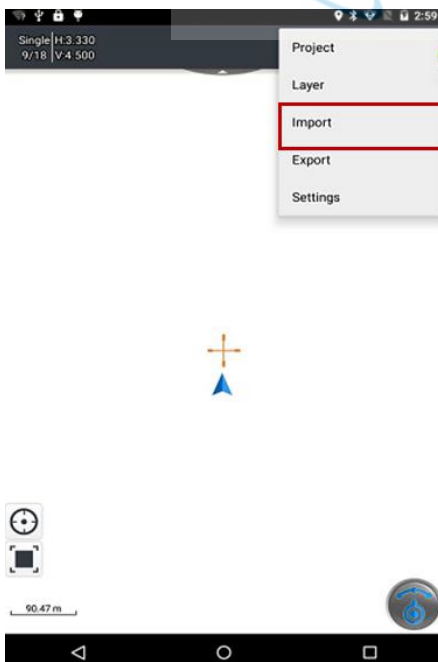 2:59
Single H:3.330
9/18 V:4.500
Project
Layer
Import
Export
Settings
90.47 m